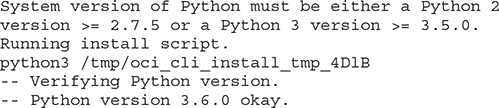 System version of Python must be either a Python 2
version >= 2.7.5 or a Python 3 version >= 3.5.0.
Running install script.
python3 /tmp/oci_cli_install_tmp_4DlB
-- Verifying Python version.
-- Python version 3.6.0 okay.